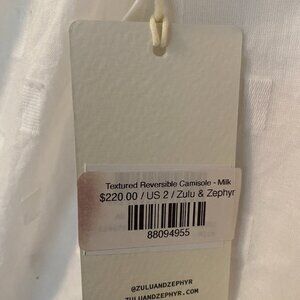 Textured Reversible Camisole - Milk
$220.00 / US 2 / Zulu & Zephyr
88094955
@ZULUANDZEPHYR
ZULUANDZEPHYR.COM